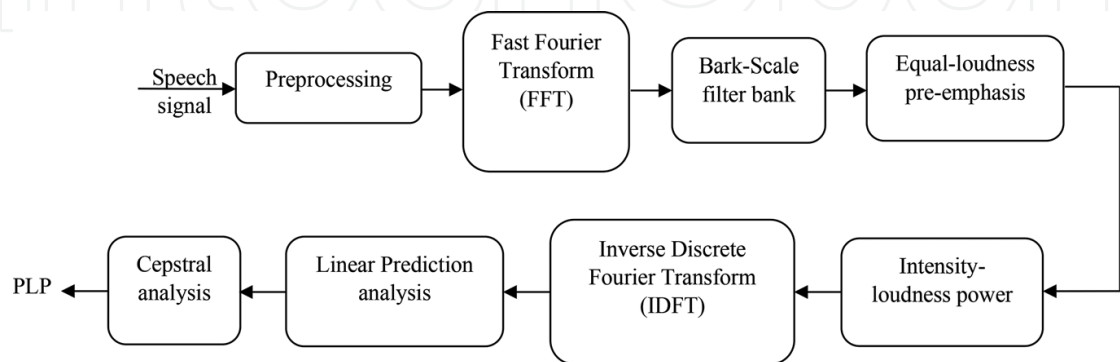 Speech
signal
Preprocessing
Fast Fourier
Transform
(FFT)
Bark-Scale
filter bank
Equal-loudness
pre-emphasis
Intensity-
loudness power
Inverse Discrete
Fourier Transform
(IDFT)
Linear Prediction
analysis
Cepstral
analysis
PLP